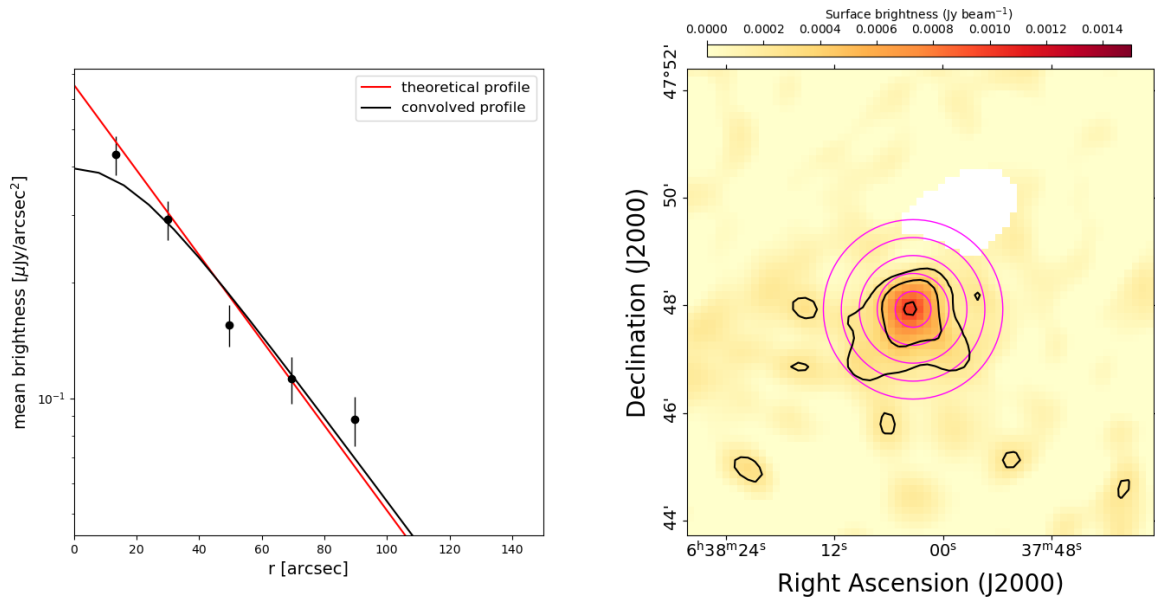 theoretical profile
convolved profile
mean brightness [μJy/arcsec²]
10⁻¹
0 20 40 60 80 100 120 140
r [arcsec]
Surface brightness (Jy beam⁻¹)
0.0000 0.0002 0.0004 0.0006 0.0008 0.0010 0.0012 0.0014
47°52'
50'
48'
46'
44'
Declination (J2000)
6ʰ38ᵐ24ˢ 12ˢ 00ˢ 37ᵐ48ˢ
Right Ascension (J2000)